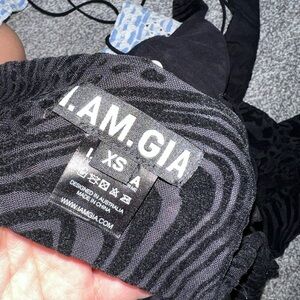 I.AM.GIA
I. XS A
DESIGNED IN AUSTRALIA
MADE IN CHINA
WWW.IAMGIA.COM